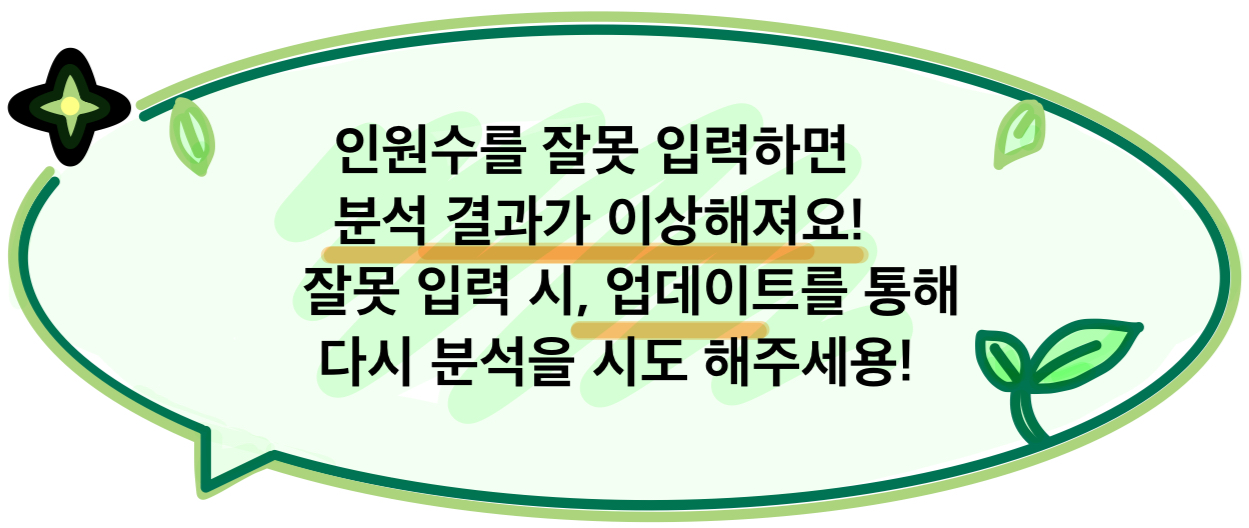 인원수를 잘못 입력하면
분석 결과가 이상해져요!
잘못 입력 시, 업데이트를 통해
다시 분석을 시도 해주세용!